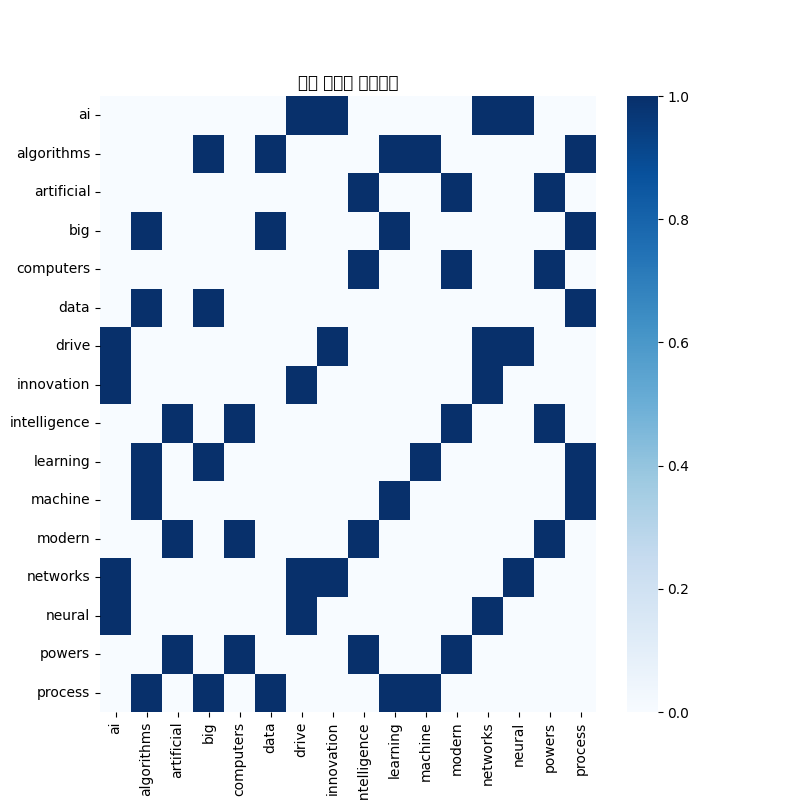 ai
algorithms
artificial
big
computers
data
drive
innovation
intelligence
learning
machine
modern
networks
neural
powers
process
ai
algorithms
artificial
big
computers
data
drive
innovation
ntelligence
learning
machine
modern
networks
neural
powers
process
1.0
0.8
0.6
0.4
0.2
0.0